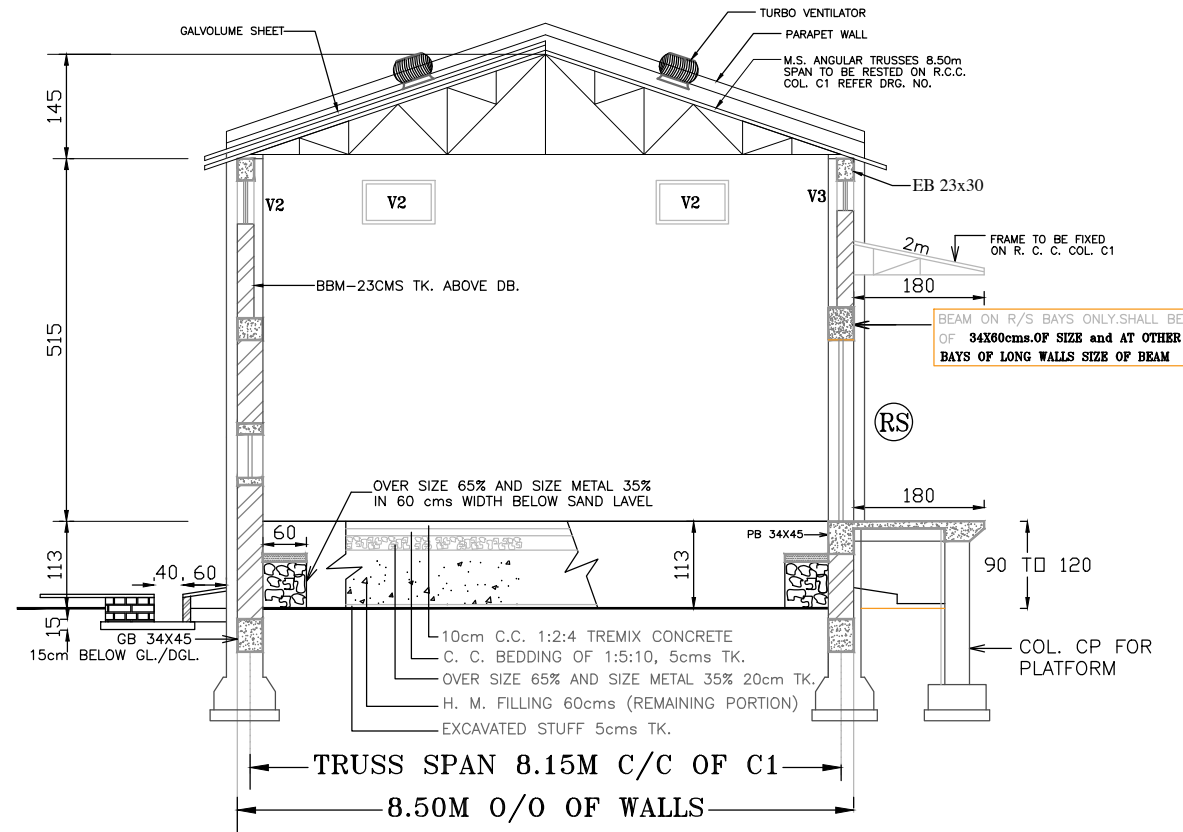 TURBO VENTILATOR
GALVOLUME SHEET
PARAPET WALL
M.S. ANGULAR TRUSSES 8.50m
SPAN TO BE RESTED ON R.C.C.
COL. C1 REFER DRG. NO.
145
EB 23x30
V2
V2
V2
V3
2m
FRAME TO BE FIXED
ON R. C. C. COL. C1
BBM-23CMS TK. ABOVE DB.
180
BEAM ON R/S BAYS ONLY.SHALL BE
OF 34X60cms.OF SIZE and AT OTHER
BAYS OF LONG WALLS SIZE OF BEAM
515
RS
OVER SIZE 65% AND SIZE METAL 35%
IN 60 cms WIDTH BELOW SAND LAVEL
180
60
PB 34X45
113
113
90 TO 120
40, 60
15
GB 34X45
15cm BELOW GL./DGL.
10cm C.C. 1:2:4 TREMIX CONCRETE
C. C. BEDDING OF 1:5:10, 5cms TK.
OVER SIZE 65% AND SIZE METAL 35% 20cm TK.
H. M. FILLING 60cms (REMAINING PORTION)
EXCAVATED STUFF 5cms TK.
COL. CP FOR
PLATFORM
TRUSS SPAN 8.15M C/C OF C1
8.50M O/O OF WALLS